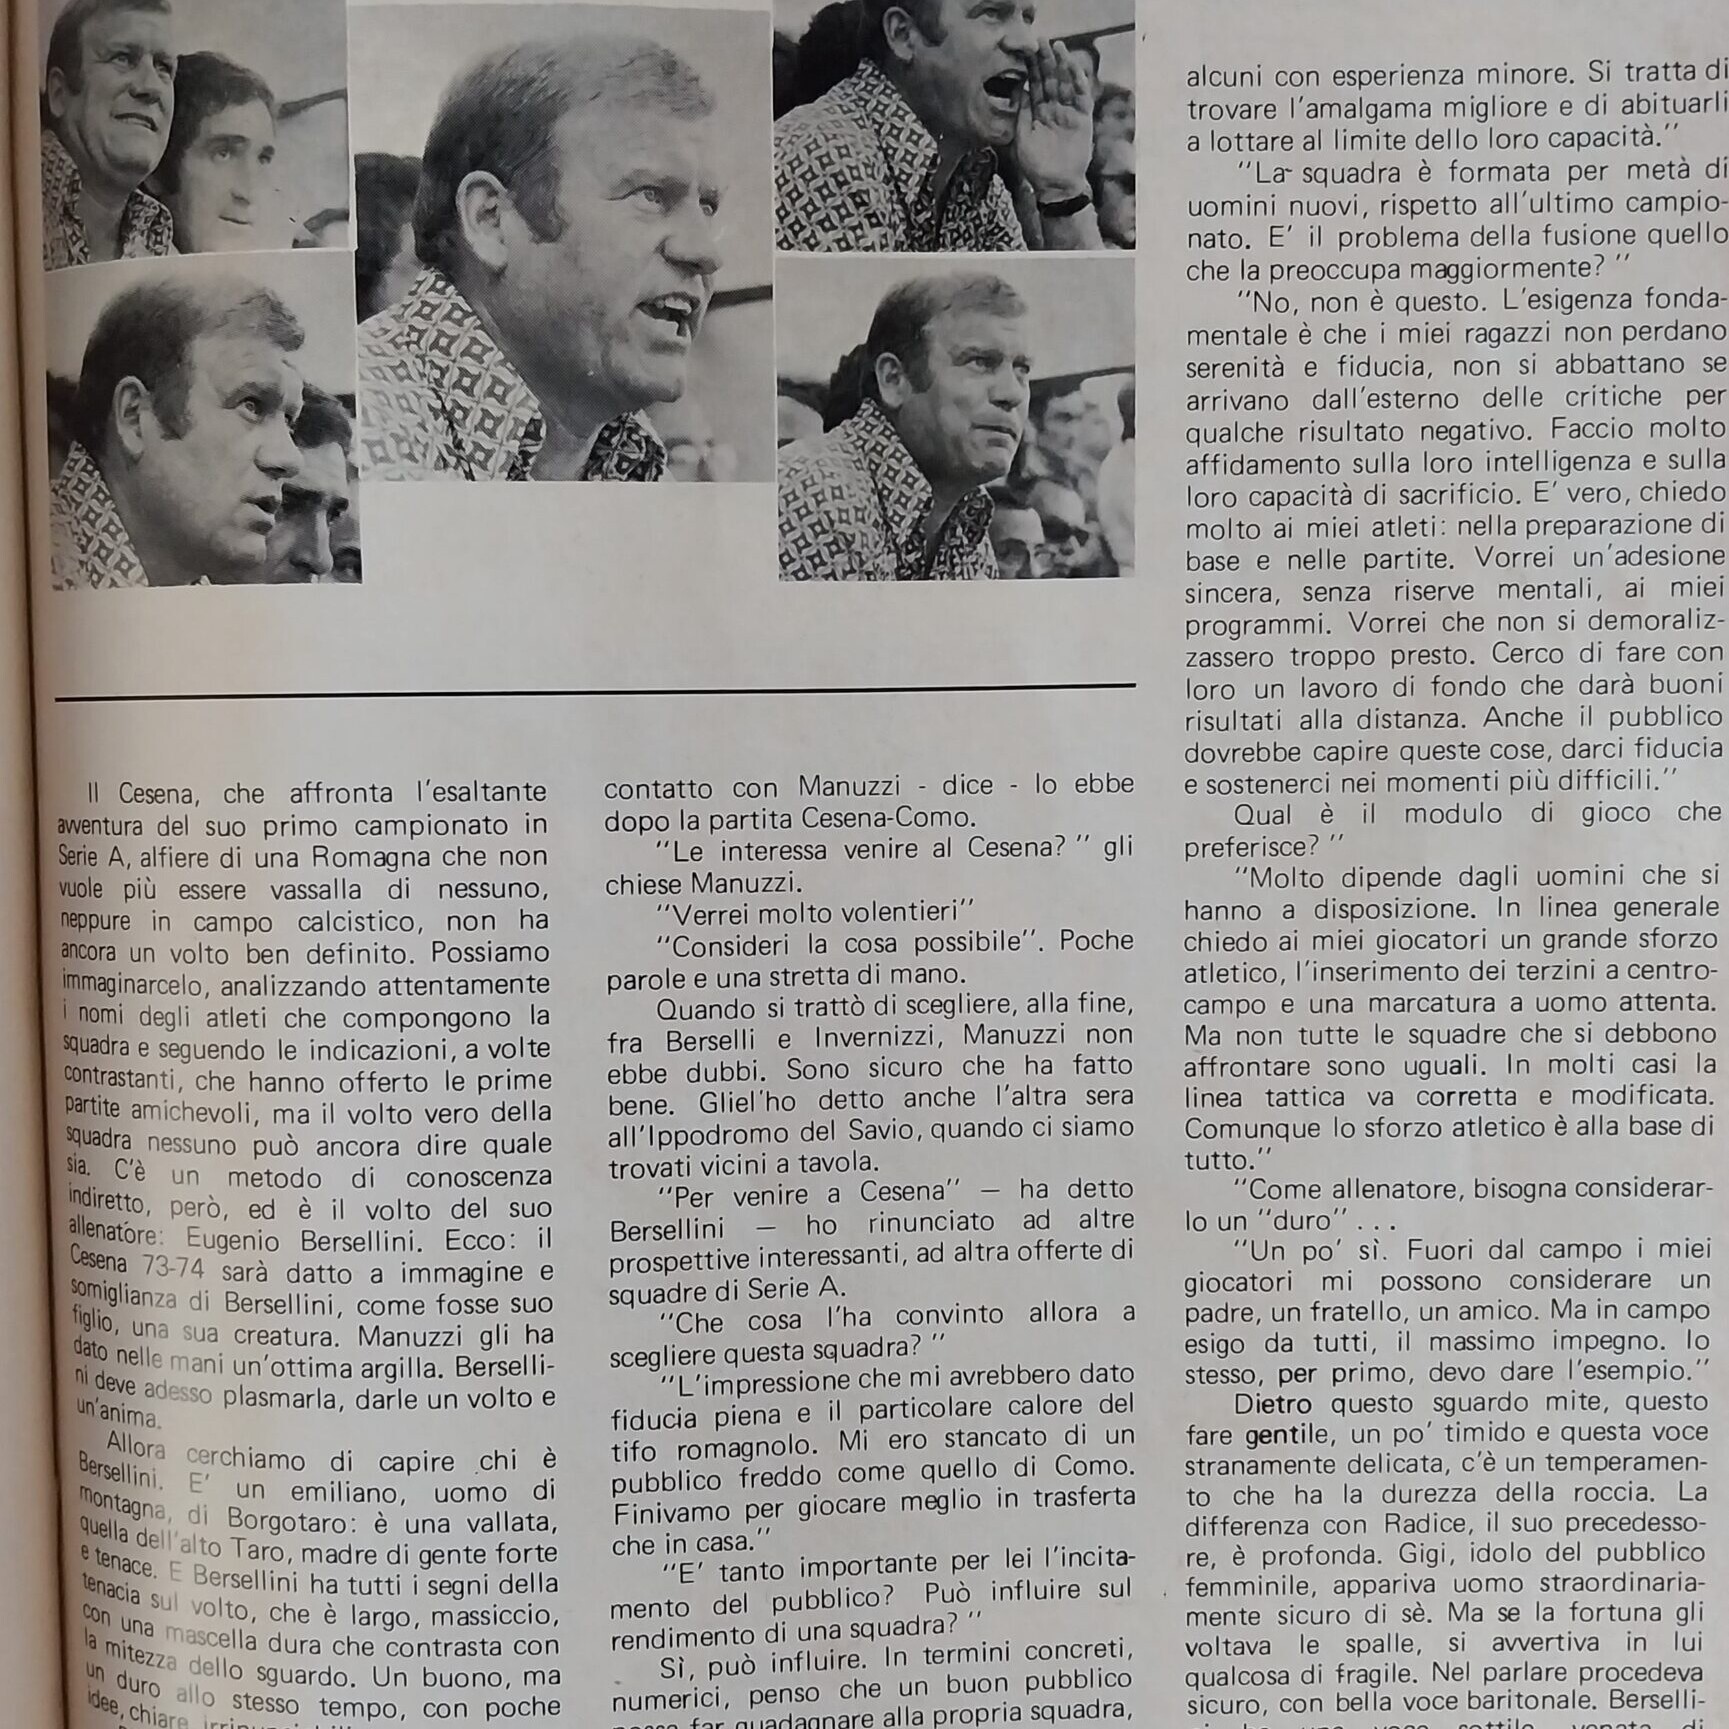 Il Cesena, che affronta l'esaltante
avventura del suo primo campionato in
Serie A, alfiere di una Romagna che non
vuole più essere vassalla di nessuno,
neppure in campo calcistico, non ha
ancora un volto ben definito. Possiamo
immaginarcelo, analizzando attentamente
i nomi degli atleti che compongono la
squadra e seguendo le indicazioni, a volte
contrastanti, che hanno offerto le prime
partite amichevoli, ma il volto vero della
squadra nessuno può ancora dire quale
sia. C'è un metodo di conoscenza
indiretto, però, ed è il volto del suo
allenatore: Eugenio Bersellini. Ecco: il
Cesena 73-74 sarà datto a immagine e
somiglianza di Bersellini, come fosse suo
figlio, una sua creatura. Manuzzi gli ha
dato nelle mani un'ottima argilla. Berselli-
ni deve adesso plasmarla, darle un volto e
un'anima.
Allora cerchiamo di capire chi è
Bersellini. E' un emiliano, uomo di
montagna, di Borgotaro: è una vallata,
quella dell'alto Taro, madre di gente forte
e tenace. E Bersellini ha tutti i segni della
tenacia sul volto, che è largo, massiccio,
con una mascella dura che contrasta con
la mitezza dello sguardo. Un buono, ma
un duro allo stesso tempo, con poche
idee, chiare
contatto con Manuzzi - dice - lo ebbe
dopo la partita Cesena-Como.
"Le interessa venire al Cesena? " gli
chiese Manuzzi.
"Verrei molto volentieri"
"Consideri la cosa possibile". Poche
parole e una stretta di mano.
Quando si trattò di scegliere, alla fine,
fra Berselli e Invernizzi, Manuzzi non
ebbe dubbi. Sono sicuro che ha fatto
bene. Gliel'ho detto anche l'altra sera
all'Ippodromo del Savio, quando ci siamo
trovati vicini a tavola.
"Per venire a Cesena" — ha detto
Bersellini — ho rinunciato ad altre
prospettive interessanti, ad altra offerte di
squadre di Serie A.
"Che cosa l'ha convinto allora a
scegliere questa squadra? "
"L'impressione che mi avrebbero dato
fiducia piena e il particolare calore del
tifo romagnolo. Mi ero stancato di un
pubblico freddo come quello di Como.
Finivamo per giocare meglio in trasferta
che in casa."
"E' tanto importante per lei l'incita-
mento del pubblico? Può influire sul
rendimento di una squadra? "
Sì, può influire. In termini concreti,
numerici, penso che un buon pubblico
far guadagnare alla propria squadra,
alcuni con esperienza minore. Si tratta di
trovare l'amalgama migliore e di abituarli
a lottare al limite dello loro capacità."
"La squadra è formata per metà di
uomini nuovi, rispetto all'ultimo campio-
nato. E' il problema della fusione quello
che la preoccupa maggiormente? "
"No, non è questo. L'esigenza fonda-
mentale è che i miei ragazzi non perdano
serenità e fiducia, non si abbattano se
arrivano dall'esterno delle critiche per
qualche risultato negativo. Faccio molto
affidamento sulla loro intelligenza e sulla
loro capacità di sacrificio. E' vero, chiedo
molto ai miei atleti: nella preparazione di
base e nelle partite. Vorrei un'adesione
sincera, senza riserve mentali, ai miei
programmi. Vorrei che non si demoraliz-
zassero troppo presto. Cerco di fare con
loro un lavoro di fondo che darà buoni
risultati alla distanza. Anche il pubblico
dovrebbe capire queste cose, darci fiducia
e sostenerci nei momenti più difficili."
Qual è il modulo di gioco che
preferisce? "
"Molto dipende dagli uomini che si
hanno a disposizione. In linea generale
chiedo ai miei giocatori un grande sforzo
atletico, l'inserimento dei terzini a centro-
campo e una marcatura a uomo attenta.
Ma non tutte le squadre che si debbono
affrontare sono uguali. In molti casi la
linea tattica va corretta e modificata.
Comunque lo sforzo atletico è alla base di
tutto."
"Come allenatore, bisogna considerar-
lo un "duro" . . .
"Un po' sì. Fuori dal campo i miei
giocatori mi possono considerare un
padre, un fratello, un amico. Ma in campo
esigo da tutti, il massimo impegno. Io
stesso, per primo, devo dare l'esempio."
Dietro questo sguardo mite, questo
fare gentile, un po' timido e questa voce
stranamente delicata, c'è un temperamen-
to che ha la durezza della roccia. La
differenza con Radice, il suo precedesso-
re, è profonda. Gigi, idolo del pubblico
femminile, appariva uomo straordinaria-
mente sicuro di sè. Ma se la fortuna gli
voltava le spalle, si avvertiva in lui
qualcosa di fragile. Nel parlare procedeva
sicuro, con bella voce baritonale. Berselli-